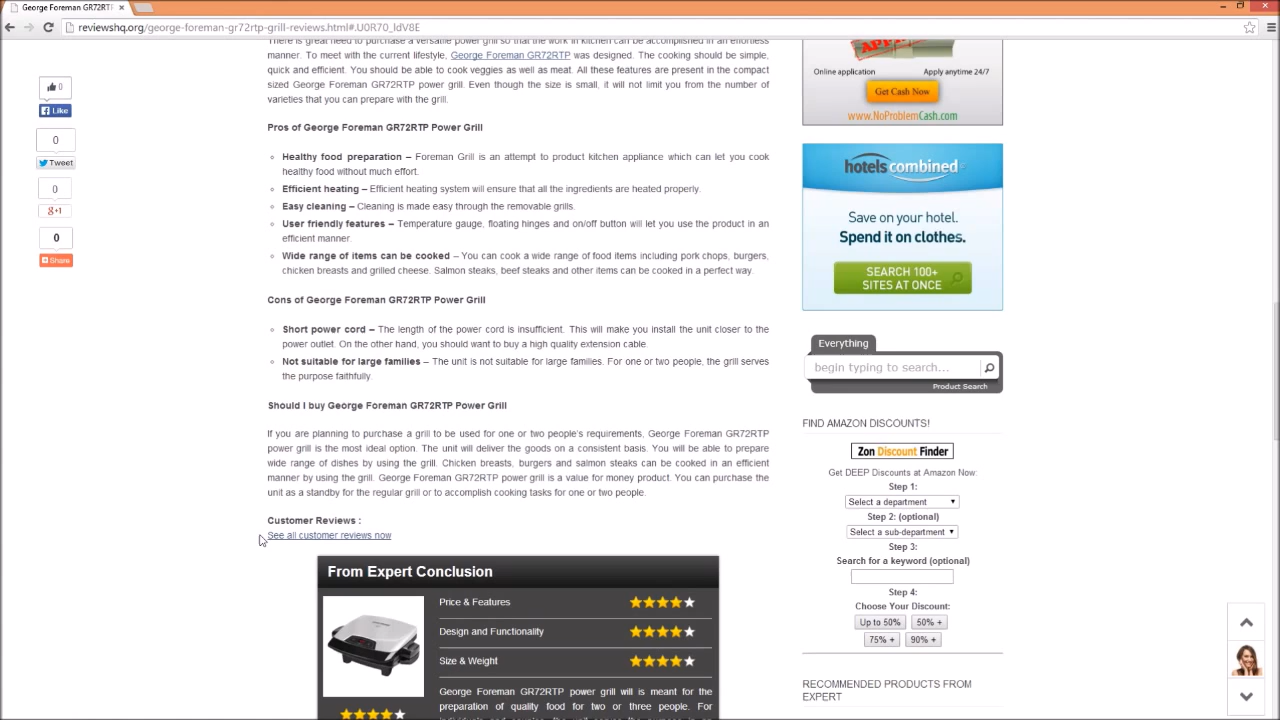 George Foreman GR72RTP
reviewshq.org/george-foreman-gr72rtp-grill-reviews.html#.U0R70_ldV8E
There is great need to purchase a versatile power grill so that the work in kitchen can be accomplished in an effortless
manner. To meet with the current lifestyle, George Foreman GR72RTP was designed. The cooking should be simple,
quick and efficient. You should be able to cook veggies as well as meat. All these features are present in the compact
sized George Foreman GR72RTP power grill. Even though the size is small, it will not limit you from the number of
varieties that you can prepare with the grill.
Pros of George Foreman GR72RTP Power Grill
Healthy food preparation – Foreman Grill is an attempt to product kitchen appliance which can let you cook
healthy food without much effort.
Efficient heating – Efficient heating system will ensure that all the ingredients are heated properly.
Easy cleaning – Cleaning is made easy through the removable grills.
User friendly features – Temperature gauge, floating hinges and on/off button will let you use the product in an
efficient manner.
Wide range of items can be cooked – You can cook a wide range of food items including pork chops, burgers,
chicken breasts and grilled cheese. Salmon steaks, beef steaks and other items can be cooked in a perfect way.
Cons of George Foreman GR72RTP Power Grill
Short power cord – The length of the power cord is insufficient. This will make you install the unit closer to the
power outlet. On the other hand, you should want to buy a high quality extension cable.
Not suitable for large families – The unit is not suitable for large families. For one or two people, the grill serves
the purpose faithfully.
Should I buy George Foreman GR72RTP Power Grill
If you are planning to purchase a grill to be used for one or two people's requirements, George Foreman GR72RTP
power grill is the most ideal option. The unit will deliver the goods on a consistent basis. You will be able to prepare
wide range of dishes by using the grill. Chicken breasts, burgers and salmon steaks can be cooked in an efficient
manner by using the grill. George Foreman GR72RTP power grill is a value for money product. You can purchase the
unit as a standby for the regular grill or to accomplish cooking tasks for one or two people.
Customer Reviews :
See all customer reviews now
From Expert Conclusion
Price & Features
Design and Functionality
Size & Weight
George Foreman GR72RTP power grill will is meant for the
preparation of quality food for two or three people. For
0
Like
0
Tweet
0
+1
0
Share
Online application Apply anytime 24/7
Get Cash Now
www.NoProblemCash.com
hotelscombined
Save on your hotel.
Spend it on clothes.
SEARCH 100+
SITES AT ONCE
Everything
begin typing to search...
Product Search
FIND AMAZON DISCOUNTS!
Zon Discount Finder
Get DEEP Discounts at Amazon Now:
Step 1:
Select a department
Step 2: (optional)
Select a sub-department
Step 3:
Search for a keyword (optional)
Step 4:
Choose Your Discount:
Up to 50% 50% +
75% + 90% +
RECOMMENDED PRODUCTS FROM
EXPERT